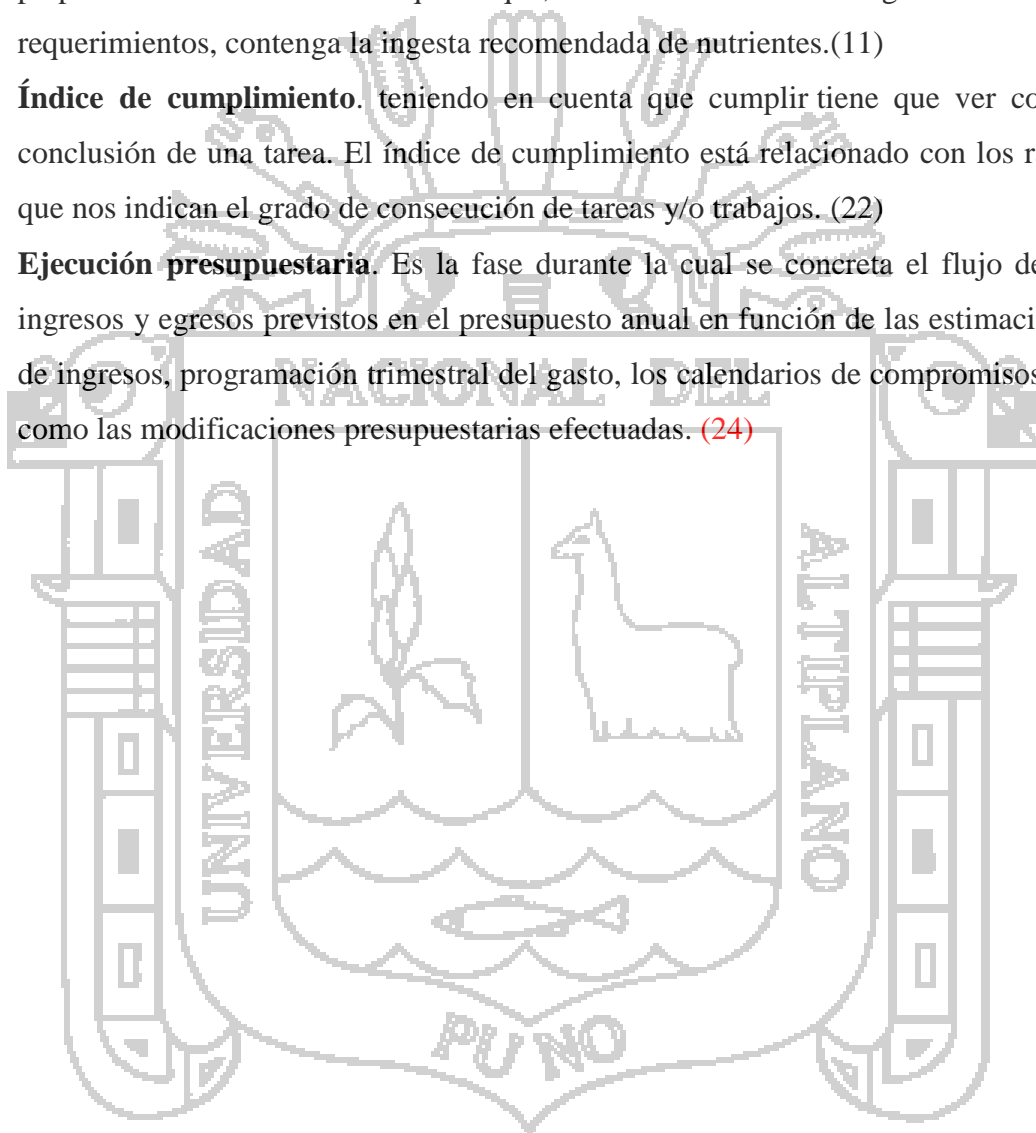 requerimientos, contenga la ingesta recomendada de nutrientes.(11)
Índice de cumplimiento. teniendo en cuenta que cumplir tiene que ver
conclusión de una tarea. El índice de cumplimiento está relacionado con los
que nos indican el grado de consecución de tareas y/o trabajos. (22)
Ejecución presupuestaria. Es la fase durante la cual se concreta el flujo
ingresos y egresos previstos en el presupuesto anual en función de las
de ingresos, programación trimestral del gasto, los calendarios de compromisos
como las modificaciones presupuestarias efectuadas. (24)
UNIVERSIDAD
NACIONAL DEL
ALTIPLANO
PUNO